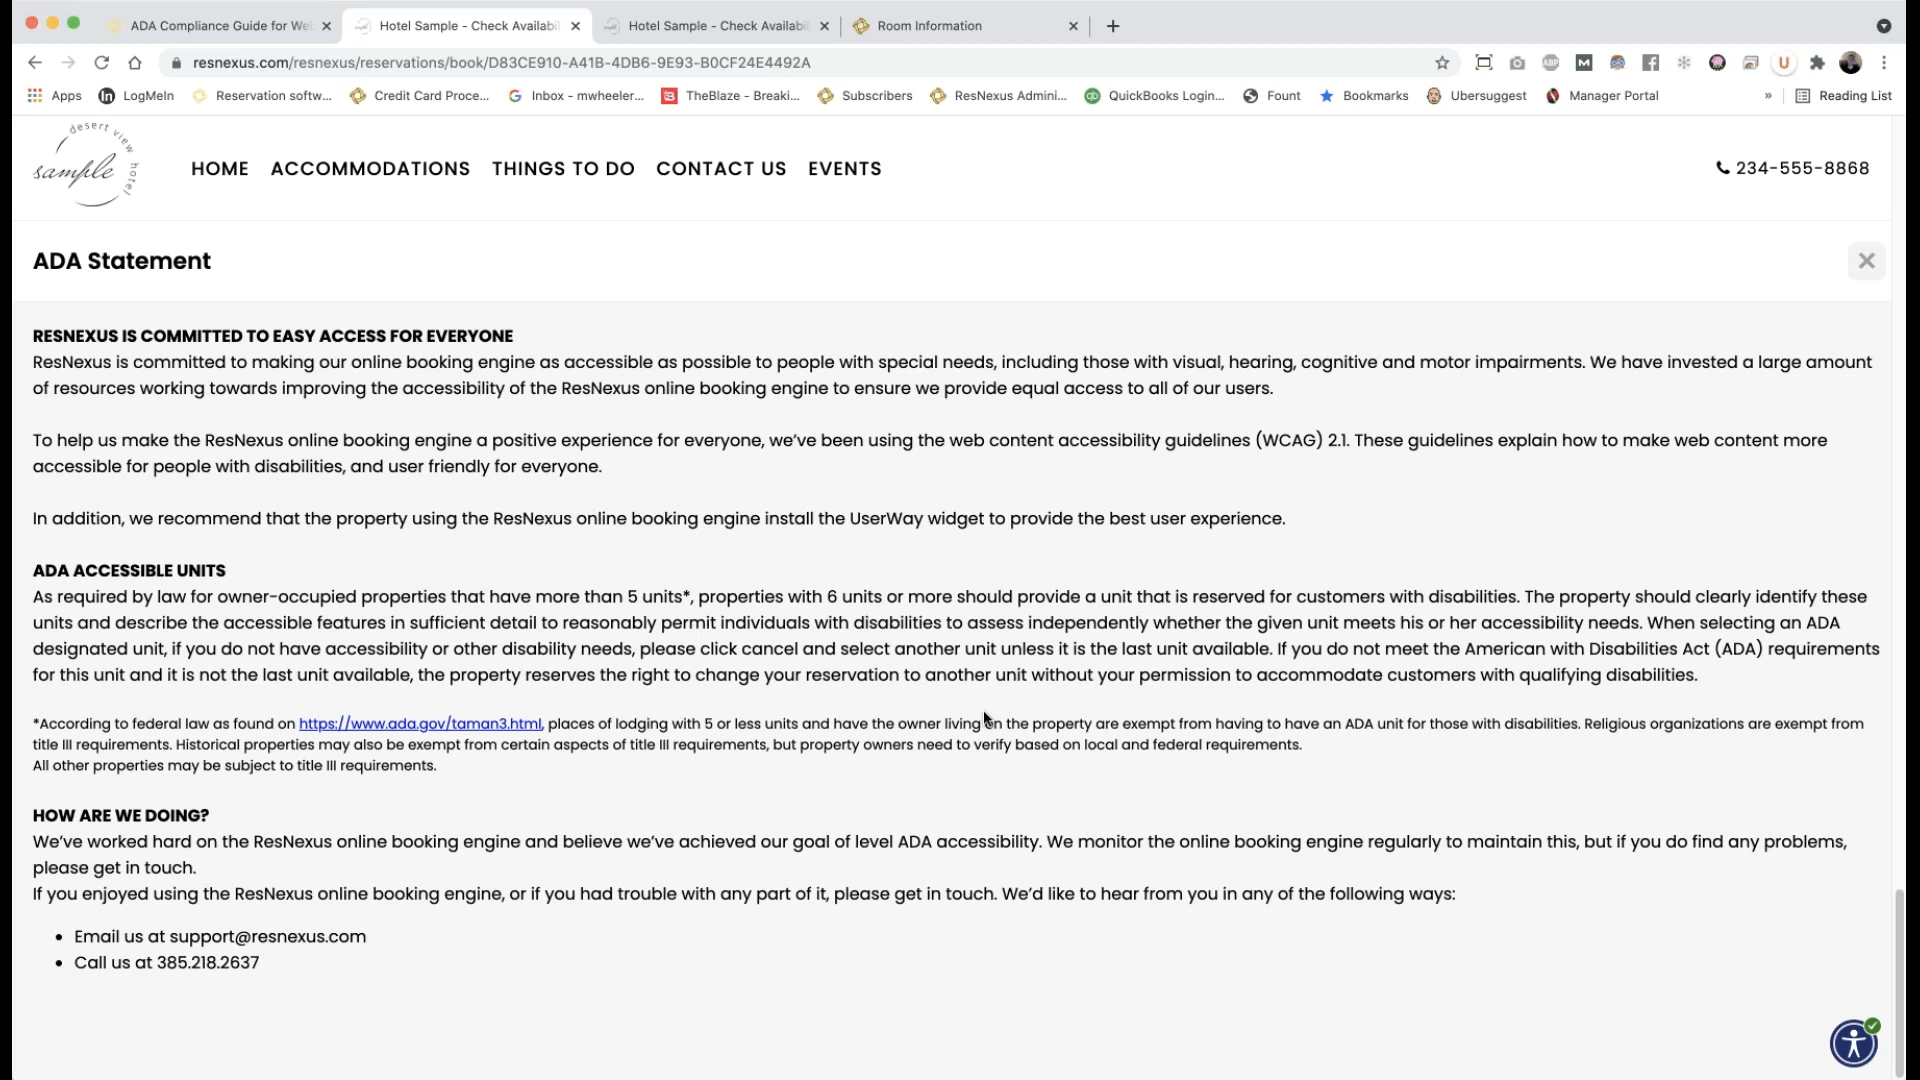 ADA Compliance Guide for We
Hotel Sample - Check Availabil
Hotel Sample - Check Availabil
Room Information
resnexus.com/resnexus/reservations/book/D83CE910-A41B-4DB6-9E93-B0CF24E4492A
Apps
LogMeIn
Reservation softw...
Credit Card Proce...
Inbox - mwheeler...
TheBlaze - Breaki...
Subscribers
ResNexus Admini...
QuickBooks Login...
Fount
Bookmarks
Ubersuggest
Manager Portal
»
Reading List
desert view hotel
sample
HOME ACCOMMODATIONS THINGS TO DO CONTACT US EVENTS
234-555-8868
ADA Statement
RESNEXUS IS COMMITTED TO EASY ACCESS FOR EVERYONE
ResNexus is committed to making our online booking engine as accessible as possible to people with special needs, including those with visual, hearing, cognitive and motor impairments. We have invested a large amount
of resources working towards improving the accessibility of the ResNexus online booking engine to ensure we provide equal access to all of our users.
To help us make the ResNexus online booking engine a positive experience for everyone, we've been using the web content accessibility guidelines (WCAG) 2.1. These guidelines explain how to make web content more
accessible for people with disabilities, and user friendly for everyone.
In addition, we recommend that the property using the ResNexus online booking engine install the UserWay widget to provide the best user experience.
ADA ACCESSIBLE UNITS
As required by law for owner-occupied properties that have more than 5 units*, properties with 6 units or more should provide a unit that is reserved for customers with disabilities. The property should clearly identify these
units and describe the accessible features in sufficient detail to reasonably permit individuals with disabilities to assess independently whether the given unit meets his or her accessibility needs. When selecting an ADA
designated unit, if you do not have accessibility or other disability needs, please click cancel and select another unit unless it is the last unit available. If you do not meet the American with Disabilities Act (ADA) requirements
for this unit and it is not the last unit available, the property reserves the right to change your reservation to another unit without your permission to accommodate customers with qualifying disabilities.
*According to federal law as found on https://www.ada.gov/taman3.html, places of lodging with 5 or less units and have the owner living on the property are exempt from having to have an ADA unit for those with disabilities. Religious organizations are exempt from
title III requirements. Historical properties may also be exempt from certain aspects of title III requirements, but property owners need to verify based on local and federal requirements.
All other properties may be subject to title III requirements.
HOW ARE WE DOING?
We've worked hard on the ResNexus online booking engine and believe we've achieved our goal of level ADA accessibility. We monitor the online booking engine regularly to maintain this, but if you do find any problems,
please get in touch.
If you enjoyed using the ResNexus online booking engine, or if you had trouble with any part of it, please get in touch. We'd like to hear from you in any of the following ways:
• Email us at support@resnexus.com
• Call us at 385.218.2637